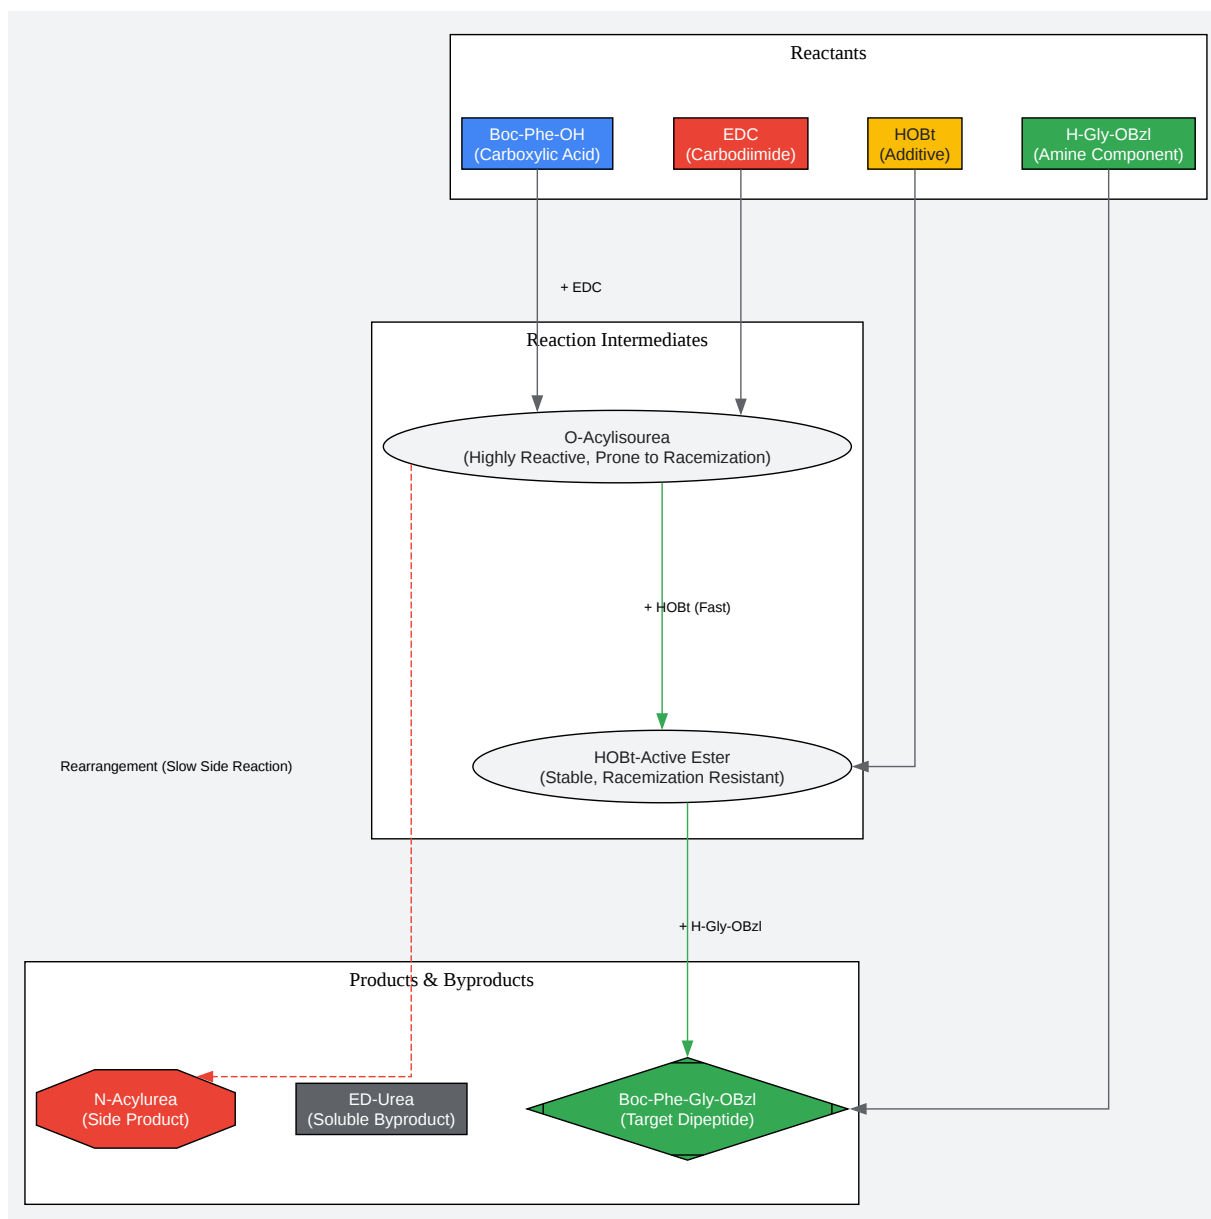 Reactants
Boc-Phe-OH
(Carboxylic Acid)
EDC
(Carbodiimide)
HOBt
(Additive)
H-Gly-OBzl
(Amine Component)
+ EDC
Reaction Intermediates
O-Acylisourea
(Highly Reactive, Prone to Racemization)
+ HOBt (Fast)
HOBt-Active Ester
(Stable, Racemization Resistant)
Rearrangement (Slow Side Reaction)
+ H-Gly-OBzl
Products & Byproducts
N-Acylurea
(Side Product)
ED-Urea
(Soluble Byproduct)
Boc-Phe-Gly-OBzl
(Target Dipeptide)